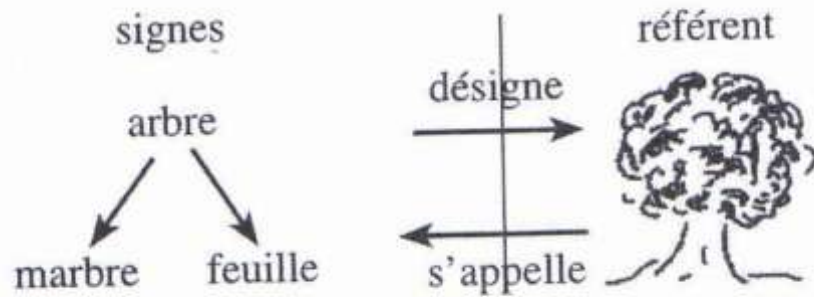 signes
référent
désigne
arbre
marbre feuille
s'appelle